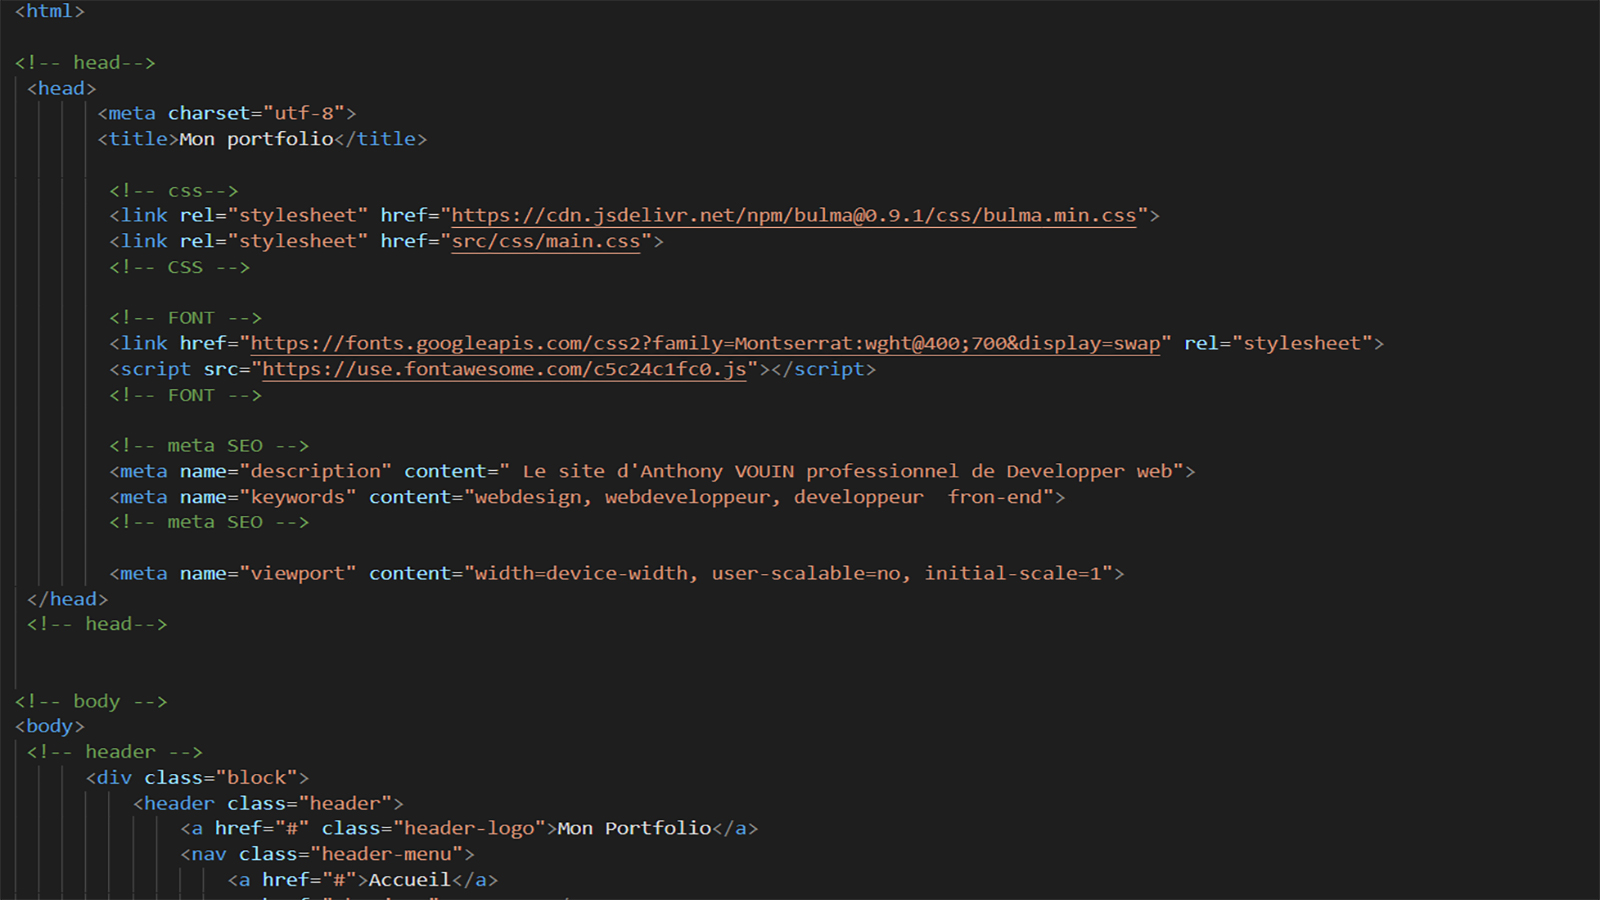 <html>
<!-- head-->
<head>
<meta charset="utf-8">
<title>Mon portfolio</title>
<!-- css-->
<link rel="stylesheet" href="https://cdn.jsdelivr.net/npm/bulma@0.9.1/css/bulma.min.css">
<link rel="stylesheet" href="src/css/main.css">
<!-- CSS -->
<!-- FONT -->
<link href="https://fonts.googleapis.com/css2?family=Montserrat:wght@400;700&display=swap" rel="stylesheet">
<script src="https://use.fontawesome.com/c5c24c1fc0.js"></script>
<!-- FONT -->
<!-- meta SEO -->
<meta name="description" content=" Le site d'Anthony VOUIN professionnel de Developper web">
<meta name="keywords" content="webdesign, webdeveloppeur, developpeur  fron-end">
<!-- meta SEO -->
<meta name="viewport" content="width=device-width, user-scalable=no, initial-scale=1">
</head>
<!-- head-->
<!-- body -->
<body>
<!-- header -->
<div class="block">
<header class="header">
<a href="#" class="header-logo">Mon Portfolio</a>
<nav class="header-menu">
<a href="#">Accueil</a>